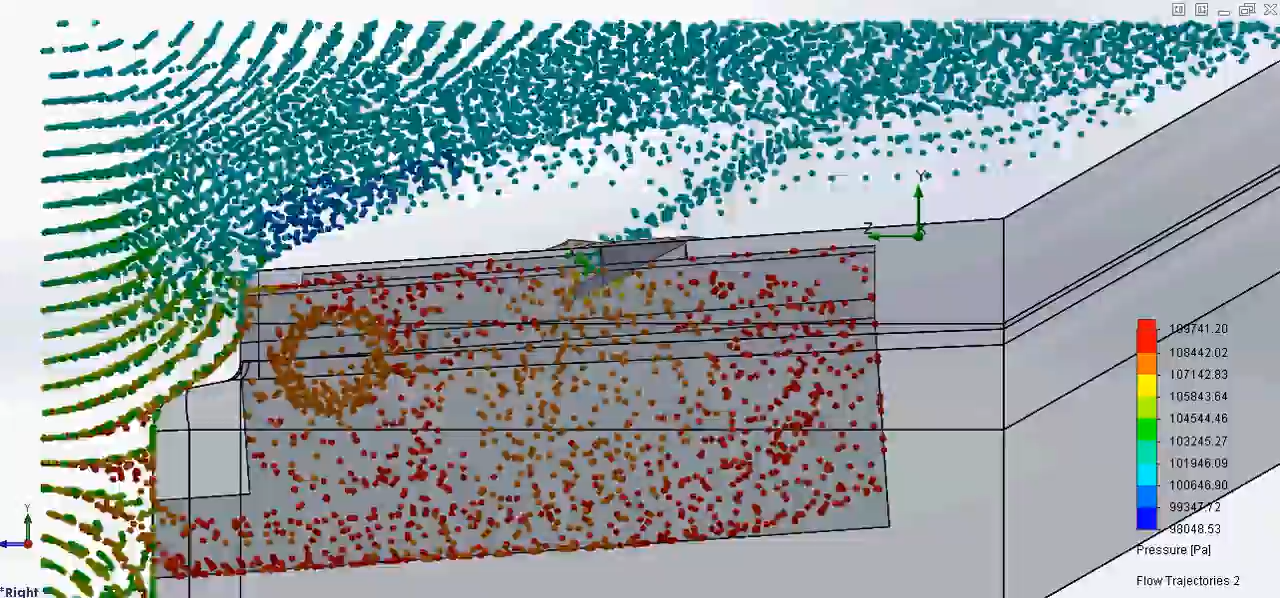 Y
Z
109741.20
108442.02
107142.83
105843.64
104544.46
103245.27
101946.09
100646.90
99347.72
98048.53
Pressure [Pa]
Flow Trajectories 2
Y
*Right